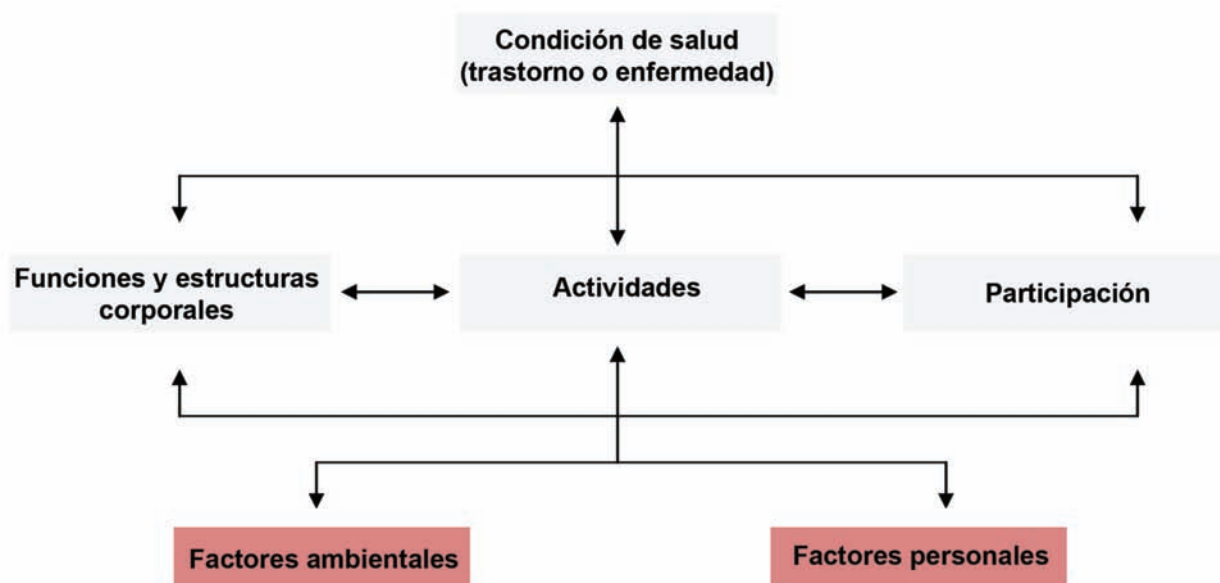 Condición de salud
(trastorno o enfermedad)
Funciones y estructuras
corporales
Actividades
Participación
Factores ambientales
Factores personales